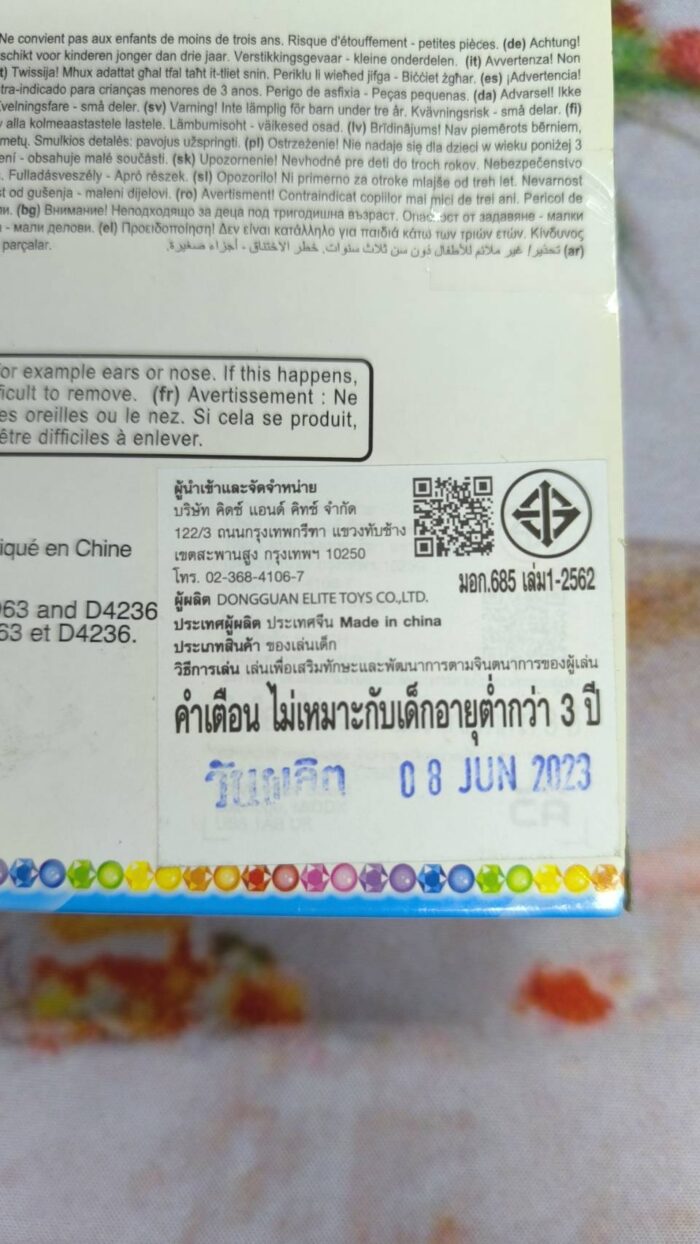 Ne convient pas aux enfants de moins de trois ans. Risque d'étouffement - petites pièces. (de) Achtung!
schikt voor kinderen jonger dan drie jaar. Verstikkingsgevaar - kleine onderdelen. (it) Avvertenza! Non
t) Twissija! Mhux adattat għal tfal taħt it-tliet snin. Periklu li wieħed jifga - Biċċiet żgħar. (es) ¡Advertencia!
tra-indicado para crianças menores de 3 anos. Perigo de asfixia - Peças pequenas. (da) Advarsel! Ikke
velningsfare - små deler. (sv) Varning! Inte lämplig för barn under tre år. Kvävningsrisk - små delar. (fi)
v alla kolmeaastastele lastele. Lämbumisoht - väikesed osad. (lv) Brīdinājums! Nav piemērots bērniem,
metų. Smulkios detalės: pavojus užspringti. (pl) Ostrzeżenie! Nie nadaje się dla dzieci w wieku poniżej 3
ení - obsahuje malé součásti. (sk) Upozornenie! Nevhodné pre deti do troch rokov. Nebezpečenstvo
. Fulladásveszély - Apró részek. (sl) Opozorilo! Ni primerno za otroke mlajše od treh let. Nevarnost
st od gušenja - maleni dijelovi. (ro) Avertisment! Contraindicat copiilor mai mici de trei ani. Pericol de
ли. (bg) Внимание! Неподходящо за деца под тригодишна възраст. Опасност от задавяне - малки
- мали делови. (el) Προειδοποίηση! Δεν είναι κατάλληλο για παιδιά κάτω των τριών ετών. Κίνδυνος
parçalar. (ar) تحذير! غير ملائم للأطفال دون سن ثلاث سنوات. خطر الاختناق - أجزاء صغيرة.
or example ears or nose. If this happens,
ficult to remove. (fr) Avertissement : Ne
es oreilles ou le nez. Si cela se produit,
être difficiles à enlever.
iqué en Chine
963 and D4236
63 et D4236.
ผู้นำเข้าและจัดจำหน่าย
บริษัท คิดซ์ แอนด์ คิทซ์ จำกัด
122/3 ถนนกรุงเทพกรีฑา แขวงทับช้าง
เขตสะพานสูง กรุงเทพฯ 10250
โทร. 02-368-4106-7
มอก.685 เล่ม1-2562
ผู้ผลิต DONGGUAN ELITE TOYS CO.,LTD.
ประเทศผู้ผลิต ประเทศจีน Made in china
ประเภทสินค้า ของเล่นเด็ก
วิธีการเล่น เล่นเพื่อเสริมทักษะและพัฒนาการตามจินตนาการของผู้เล่น
คำเตือน ไม่เหมาะกับเด็กอายุต่ำกว่า 3 ปี
วันผลิต 08 JUN 2023